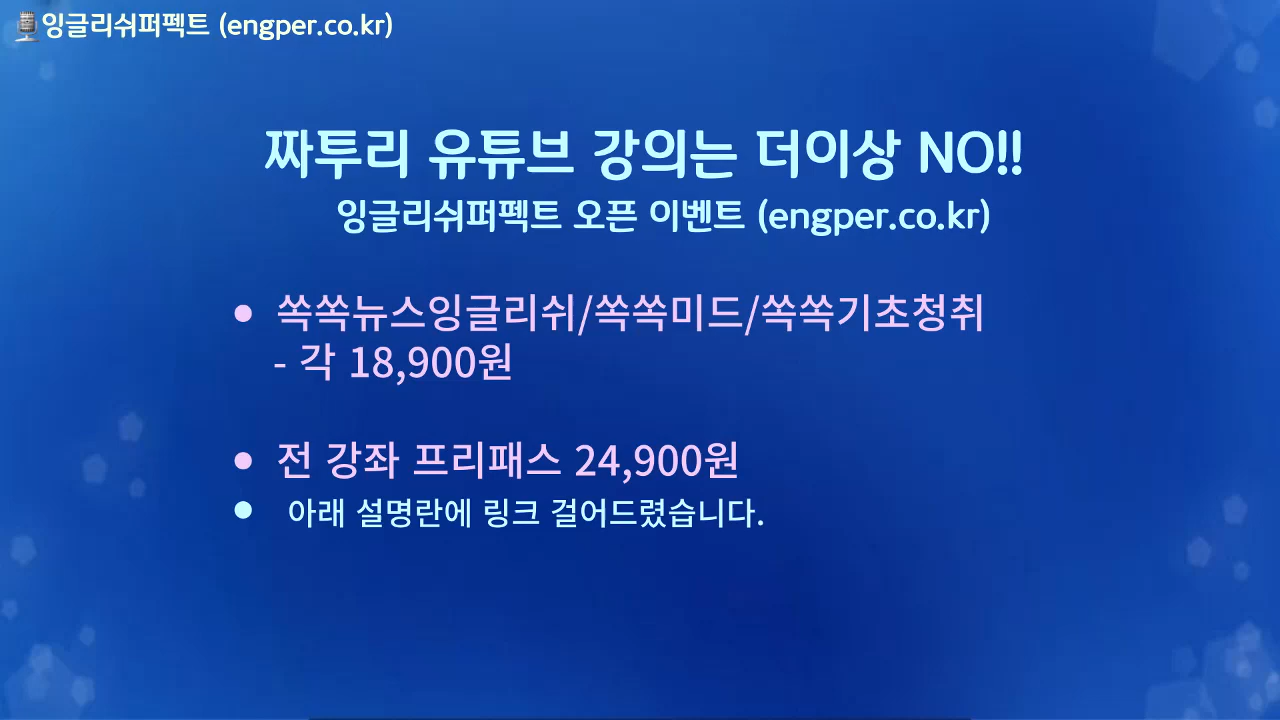 잉글리쉬퍼펙트 (engper.co.kr)
짜투리 유튜브 강의는 더이상 NO!!
잉글리쉬퍼펙트 오픈 이벤트 (engper.co.kr)
● 쏙쏙뉴스잉글리쉬/쏙쏙미드/쏙쏙기초청취
- 각 18,900원
● 전 강좌 프리패스 24,900원
● 아래 설명란에 링크 걸어드렸습니다.